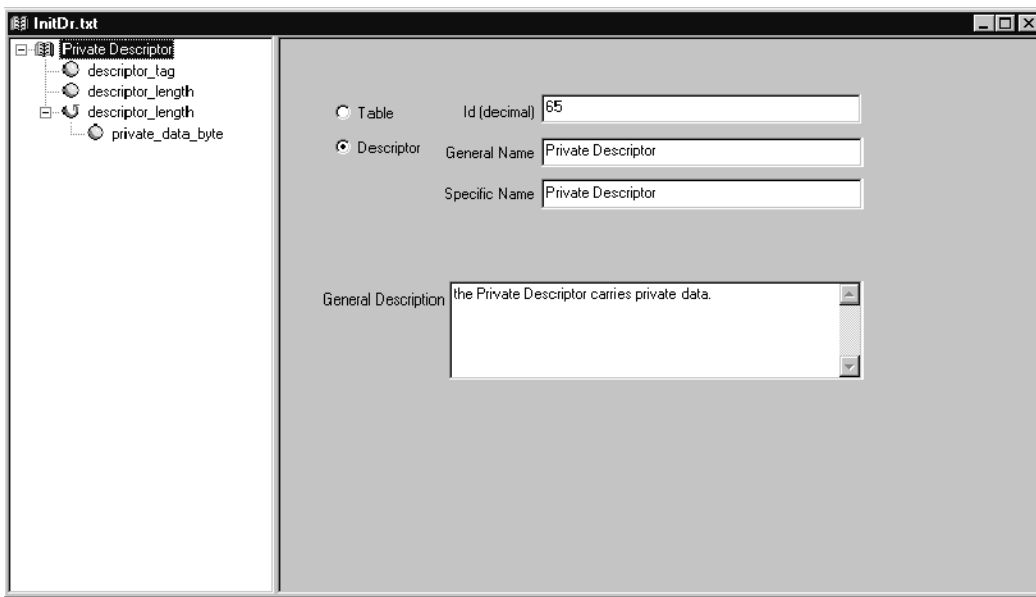 InitDr.txt
Private Descriptor
descriptor_tag
descriptor_length
descriptor_length
private_data_byte
Table
Id (decimal) 65
Descriptor
General Name Private Descriptor
Specific Name Private Descriptor
General Description the Private Descriptor carries private data.